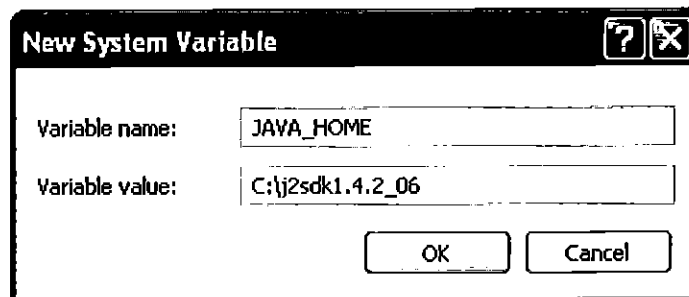 New System Variable
Variable name: JAVA_HOME
Variable value: C:\j2sdk1.4.2_06
OK Cancel